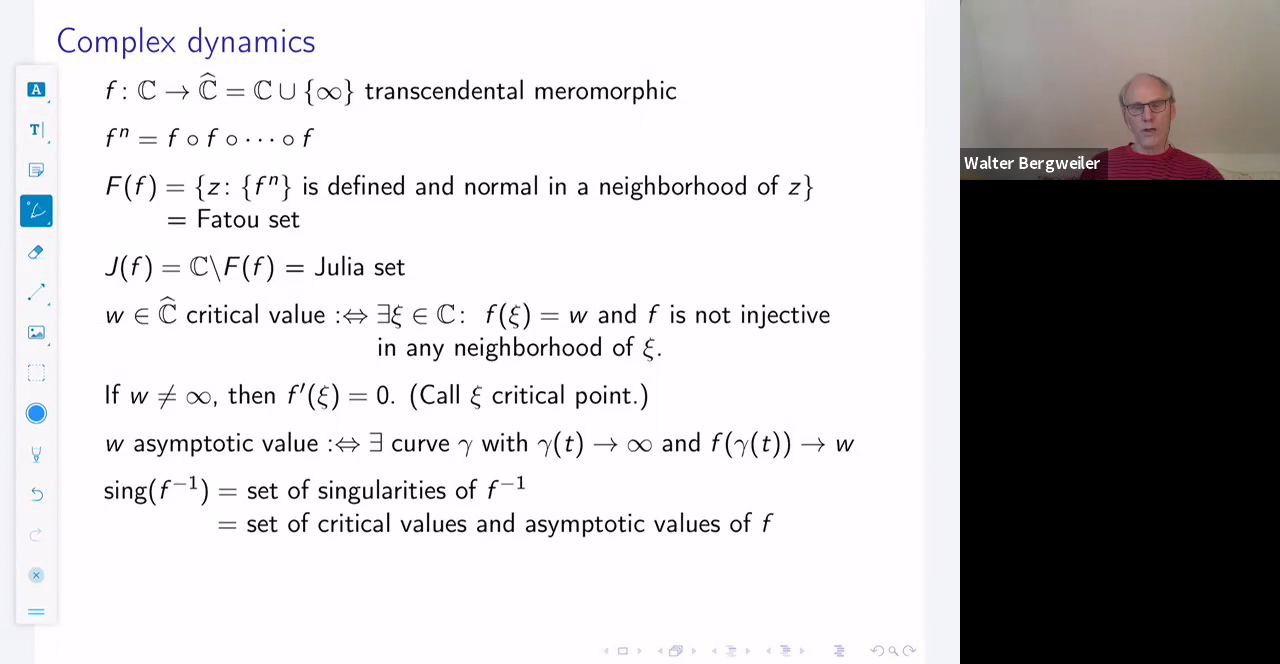 Complex dynamics
f : ℂ → ℂ̂ = ℂ ∪ {∞} transcendental meromorphic
fⁿ = f ∘ f ∘ ⋯ ∘ f
F(f) = {z : {fⁿ} is defined and normal in a neighborhood of z}
= Fatou set
J(f) = ℂ\F(f) = Julia set
w ∈ ℂ̂ critical value :⇔ ∃ξ ∈ ℂ : f(ξ) = w and f is not injective
in any neighborhood of ξ.
If w ≠ ∞, then f′(ξ) = 0. (Call ξ critical point.)
w asymptotic value :⇔ ∃ curve γ with γ(t) → ∞ and f(γ(t)) → w
sing(f⁻¹) = set of singularities of f⁻¹
= set of critical values and asymptotic values of f
A
T
Walter Bergweiler